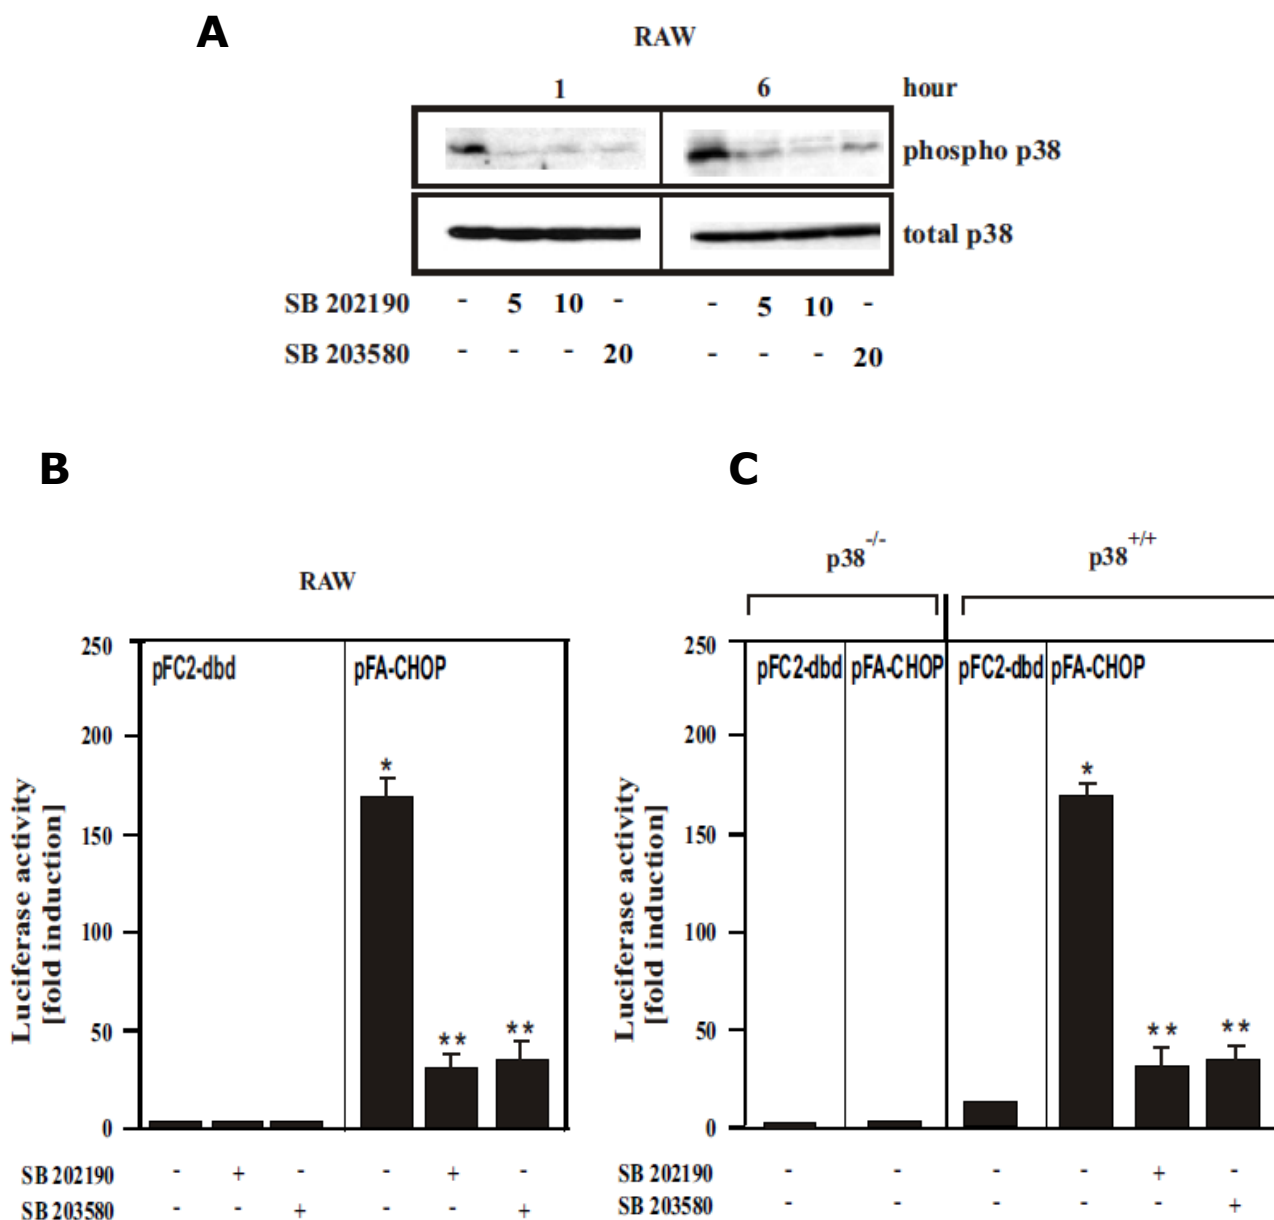 A
RAW
1 6 hour
phospho p38
total p38
SB 202190 - 5 10 - - 5 10 -
SB 203580 - - - 20 - - - 20
B
RAW
Luciferase activity
[fold induction]
250
200
150
100
50
0
pFC2-dbd pFA-CHOP
*
** **
SB 202190 - + - - + -
SB 203580 - - + - - +
C
p38-/- p38+/+
Luciferase activity
[fold induction]
250
200
150
100
50
0
pFC2-dbd pFA-CHOP pFC2-dbd pFA-CHOP
*
** **
SB 202190 - - - - + -
SB 203580 - - - - - +